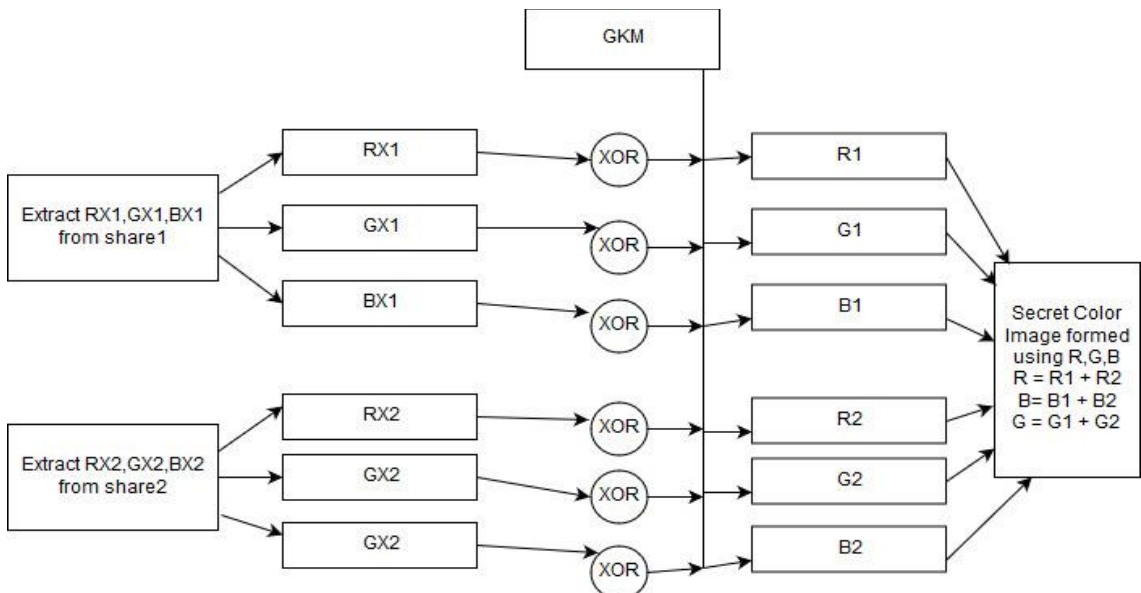 GKM
Extract RX1,GX1,BX1
from share1
RX1
XOR
R1
GX1
XOR
G1
BX1
XOR
B1
Extract RX2,GX2,BX2
from share2
RX2
XOR
R2
GX2
XOR
G2
GX2
XOR
B2
Secret Color
Image formed
using R,G,B
R = R1 + R2
B= B1 + B2
G = G1 + G2